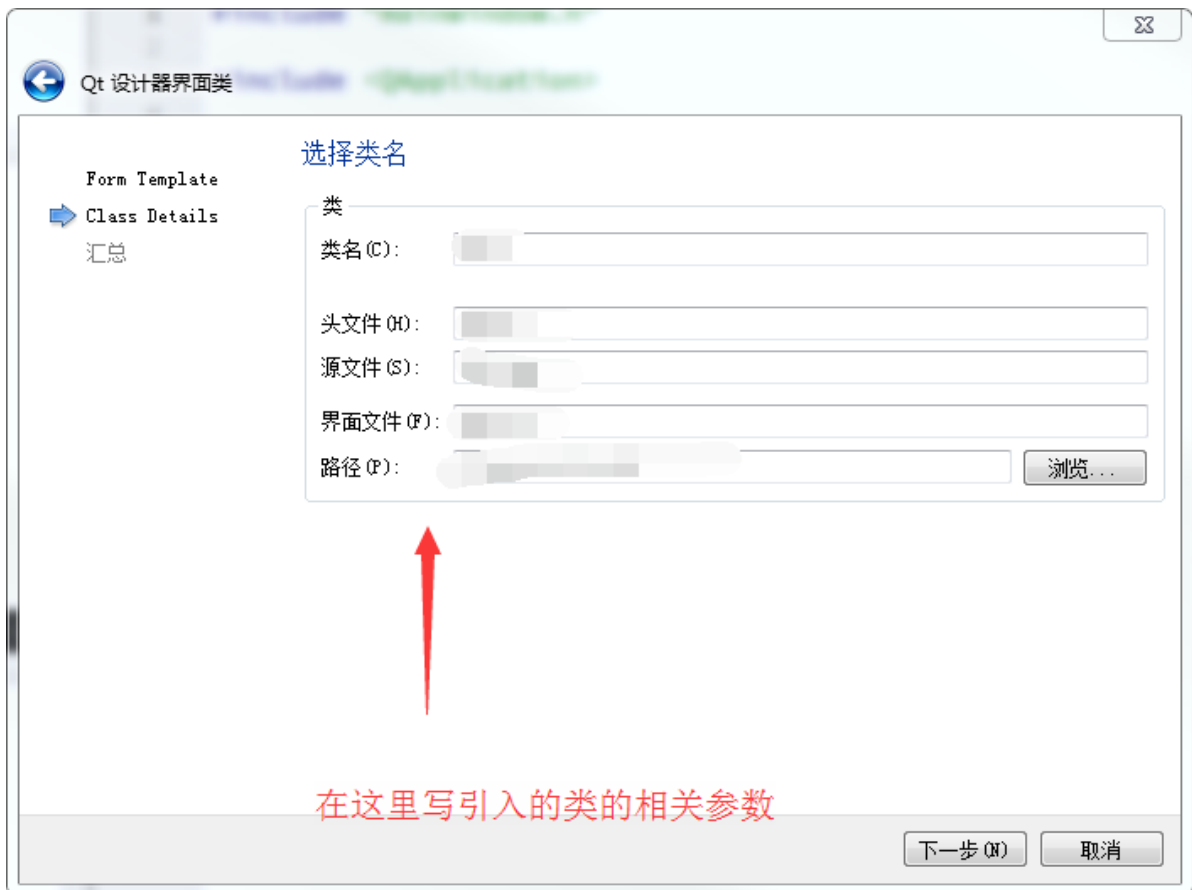 Qt 设计器界面类
Form Template
Class Details
汇总
选择类名
类
类名(C):
头文件(H):
源文件(S):
界面文件(F):
路径(P):
浏览...
在这里写引入的类的相关参数
下一步(N)
取消